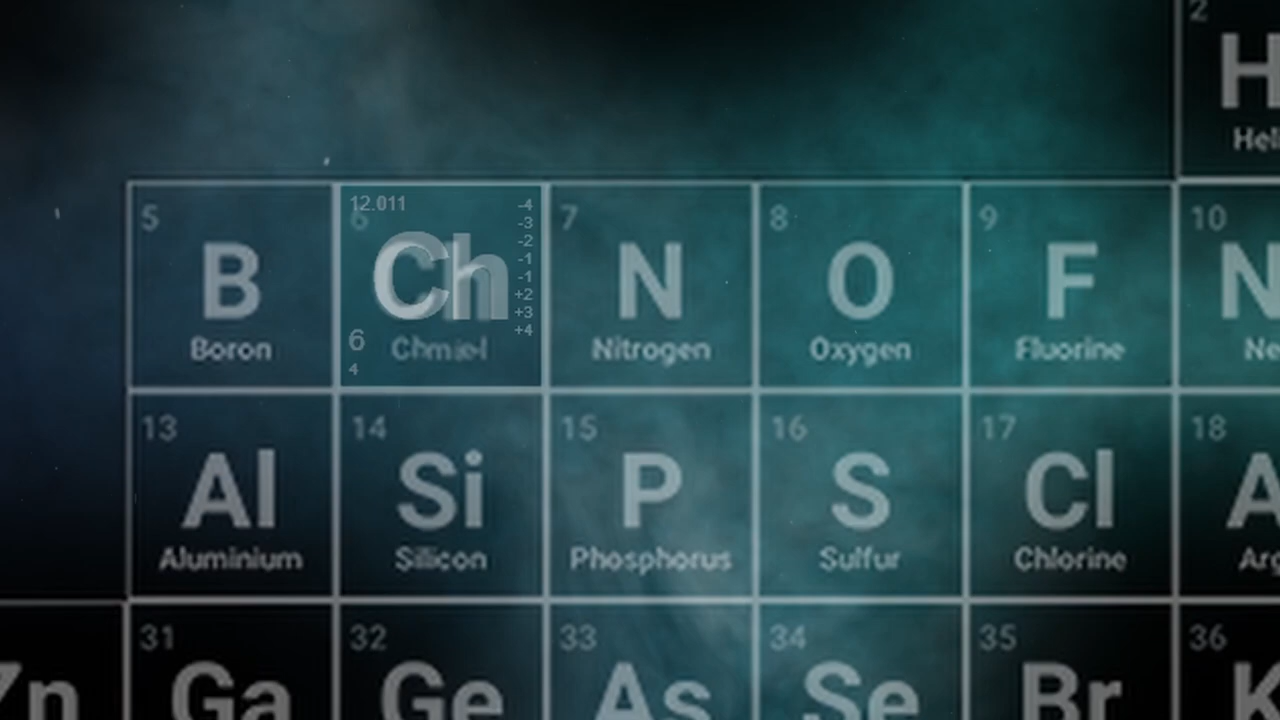 2
H
Hel
5
B
Boron
12.011
6
Ch
-4
-3
-2
-1
-1
+2
+3
+4
6
4
Chmiel
7
N
Nitrogen
8
O
Oxygen
9
F
Fluorine
10
N
Ne
13
Al
Aluminium
14
Si
Silicon
15
P
Phosphorus
16
S
Sulfur
17
Cl
Chlorine
18
A
Arg
Zn
31
Ga
32
Ge
33
As
34
Se
35
Br
36
K